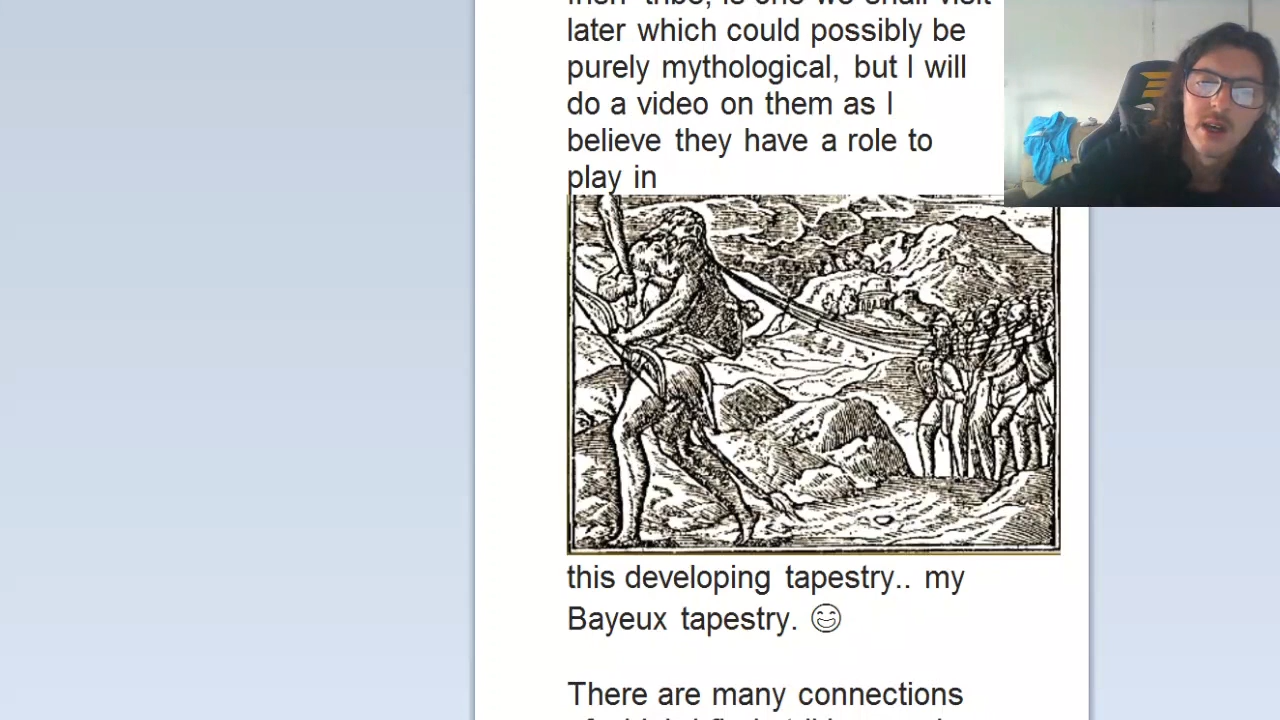 later which could possibly be
purely mythological, but I will
do a video on them as I
believe they have a role to
play in
this developing tapestry.. my
Bayeux tapestry. 😊
There are many connections